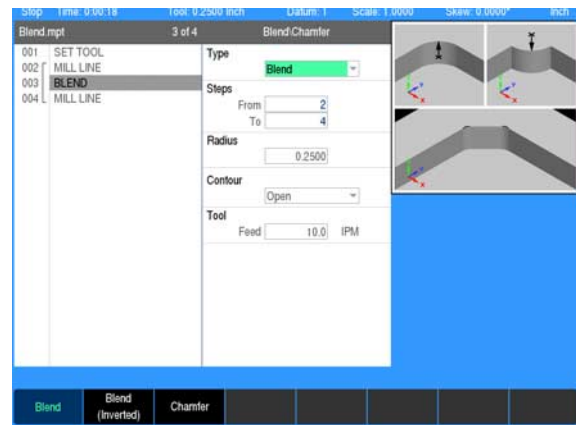 Stop Time: 0:00:18 Tool: 0.2500 Inch Datum: 1 Scale: 1.0000 Skew: 0.0000° Inch
Blend.mpt 3 of 4 Blend\Chamfer
001 SET TOOL
002 MILL LINE
003 BLEND
004 MILL LINE
Type
Blend
Steps
From 2
To 4
Radius
0.2500
Contour
Open
Tool
Feed 10.0 IPM
Blend
Blend (Inverted)
Chamfer